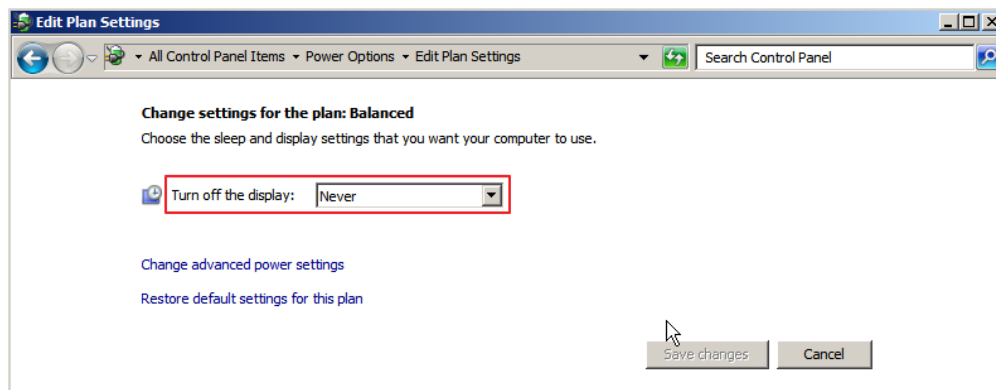 Edit Plan Settings
All Control Panel Items Power Options Edit Plan Settings Search Control Panel
Change settings for the plan: Balanced
Choose the sleep and display settings that you want your computer to use.
Turn off the display: Never
Change advanced power settings
Restore default settings for this plan
Save changes Cancel